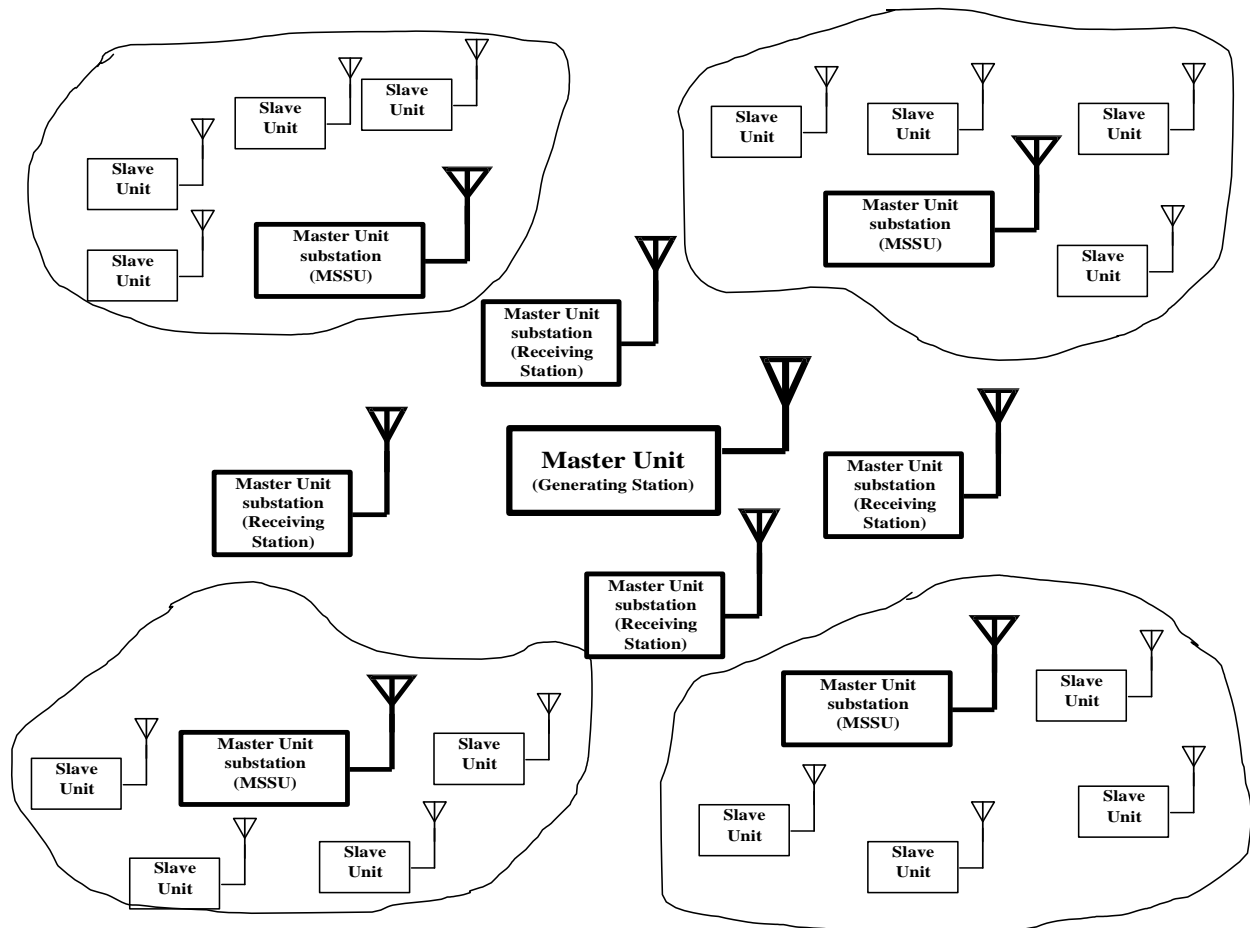 Slave
Unit
Slave
Unit
Slave
Unit
Slave
Unit
Master Unit
substation
(MSSU)
Slave
Unit
Slave
Unit
Slave
Unit
Master Unit
substation
(MSSU)
Slave
Unit
Slave
Unit
Master Unit
substation
(Receiving
Station)
Master Unit
(Generating Station)
Master Unit
substation
(Receiving
Station)
Master Unit
substation
(Receiving
Station)
Master Unit
substation
(Receiving
Station)
Master Unit
substation
(MSSU)
Slave
Unit
Slave
Unit
Slave
Unit
Slave
Unit
Master Unit
substation
(MSSU)
Slave
Unit
Slave
Unit
Slave
Unit
Slave
Unit